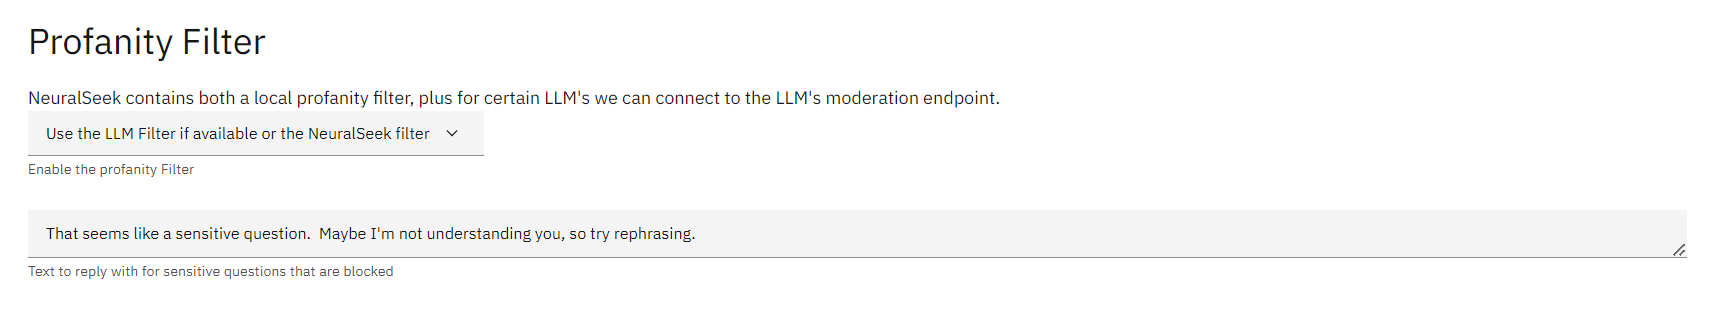 Profanity Filter
NeuralSeek contains both a local profanity filter, plus for certain LLM's we can connect to the LLM's moderation endpoint.
Use the LLM Filter if available or the NeuralSeek filter
Enable the profanity Filter
That seems like a sensitive question.  Maybe I'm not understanding you, so try rephrasing.
Text to reply with for sensitive questions that are blocked